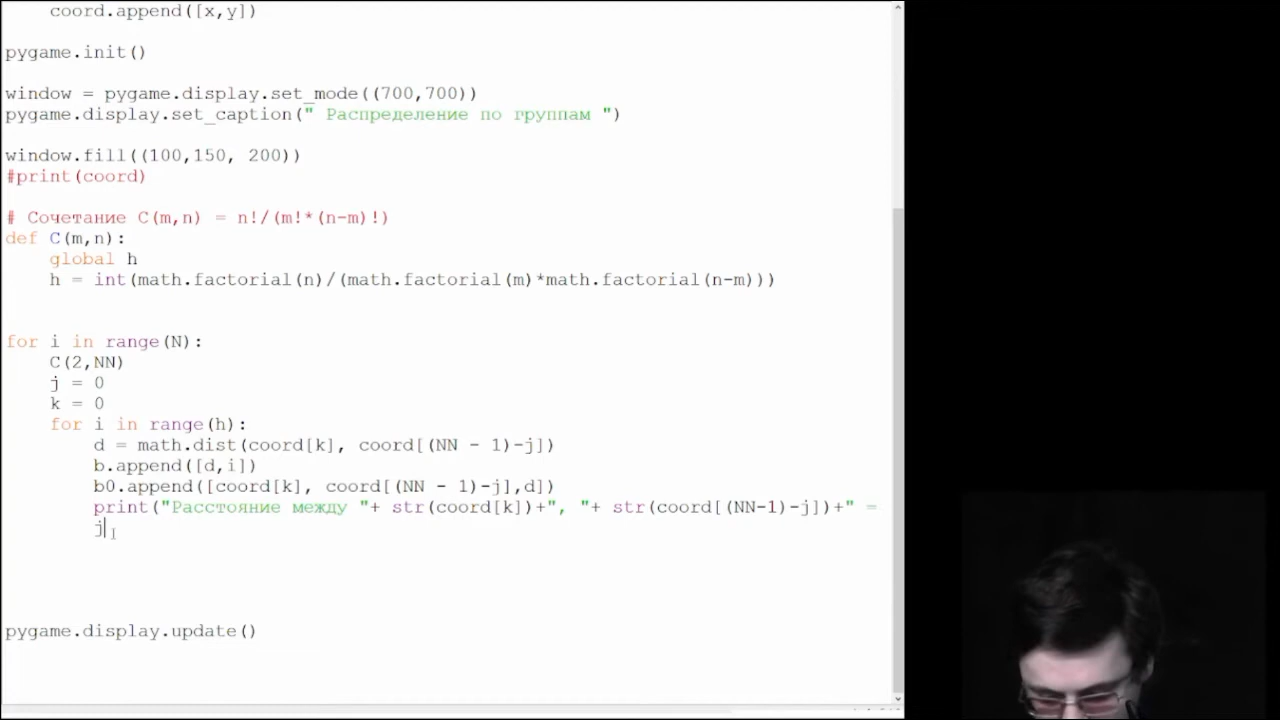 coord.append([x,y])
pygame.init()
window = pygame.display.set_mode((700,700))
pygame.display.set_caption(" Распределение по группам ")
window.fill((100,150, 200))
#print(coord)
# Сочетание C(m,n) = n!/(m!*(n-m)!)
def C(m,n):
global h
h = int(math.factorial(n)/(math.factorial(m)*math.factorial(n-m)))
for i in range(N):
C(2,NN)
j = 0
k = 0
for i in range(h):
d = math.dist(coord[k], coord[(NN - 1)-j])
b.append([d,i])
b0.append([coord[k], coord[(NN - 1)-j],d])
print("Расстояние между "+ str(coord[k])+", "+ str(coord[(NN-1)-j])+" =
j
pygame.display.update()